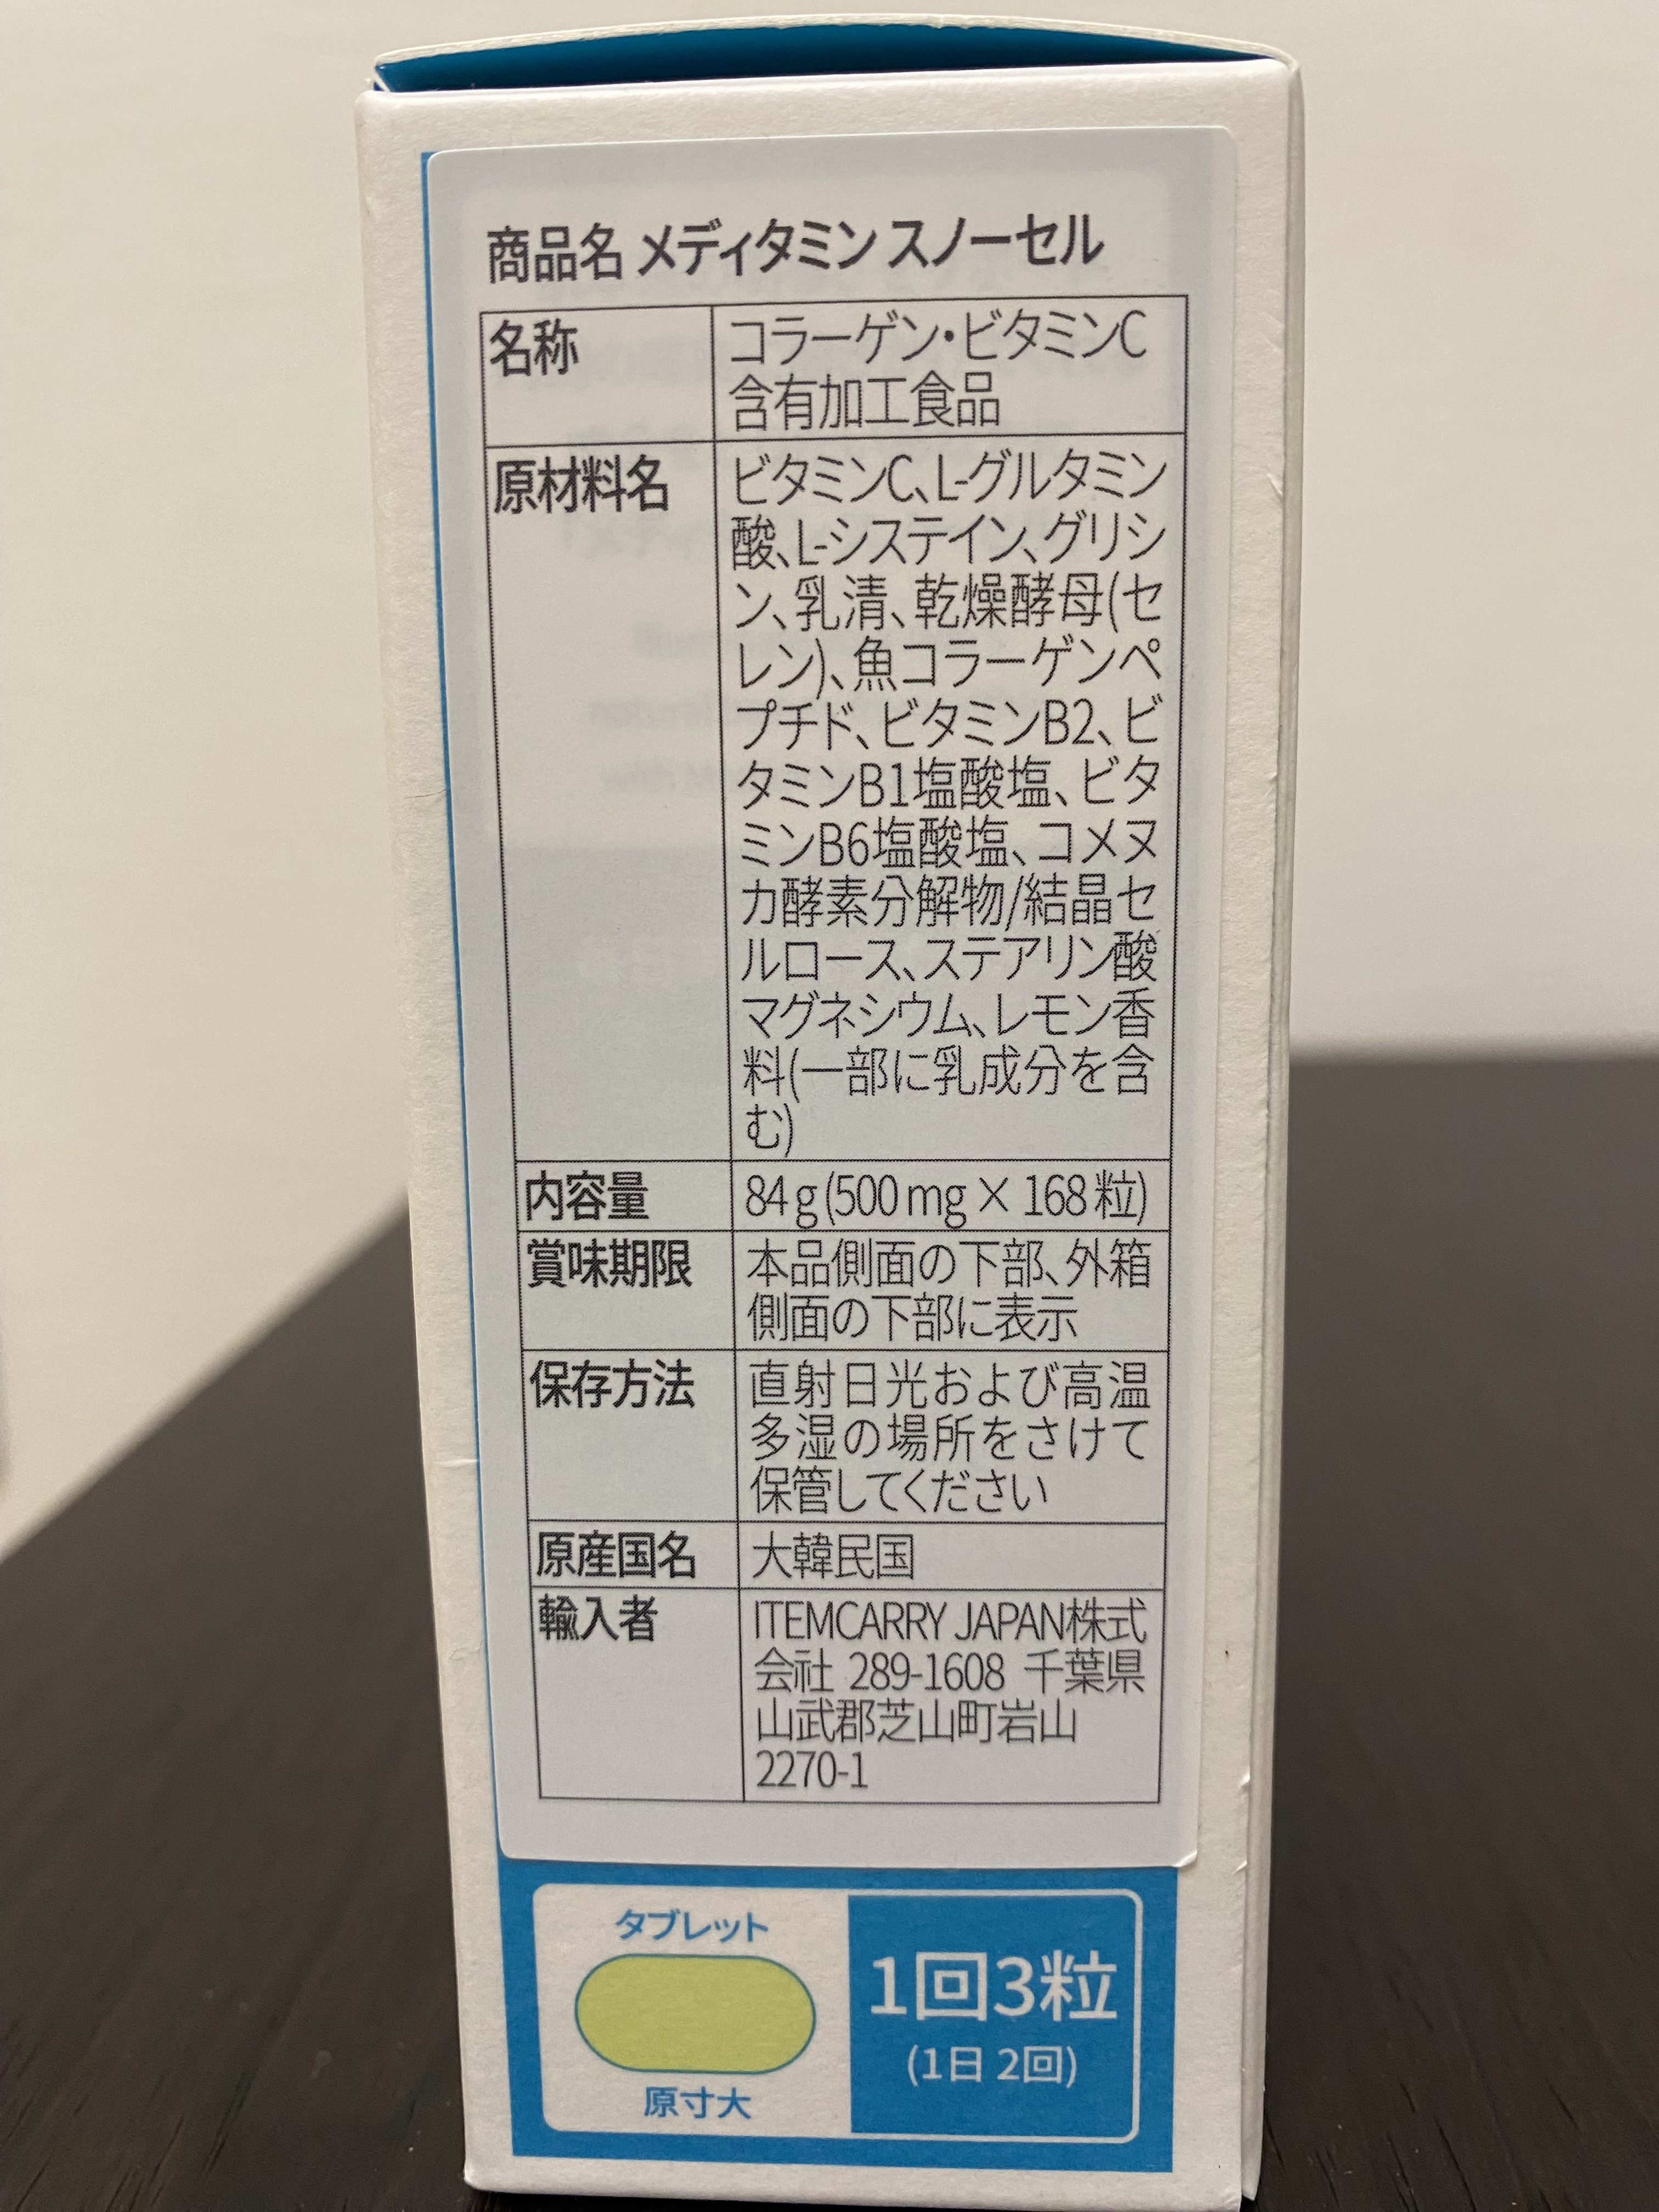 商品名 メディタミン スノーセル
名称
コラーゲン・ビタミンC
含有加工食品
原材料名
ビタミンC、L-グルタミン
酸、L-システイン、グリシ
ン、乳清、乾燥酵母(セ
レン)、魚コラーゲンペ
プチド、ビタミンB2、ビ
タミンB1塩酸塩、ビタ
ミンB6塩酸塩、コメヌ
カ酵素分解物/結晶セ
ルロース、ステアリン酸
マグネシウム、レモン香
料(一部に乳成分を含
む)
内容量
84g(500mg×168粒)
賞味期限
本品側面の下部、外箱
側面の下部に表示
保存方法
直射日光および高温
多湿の場所をさけて
保管してください
原産国名
大韓民国
輸入者
ITEMCARRY JAPAN株式
会社 289-1608 千葉県
山武郡芝山町岩山
2270-1
タブレット
原寸大
1回3粒
(1日 2回)